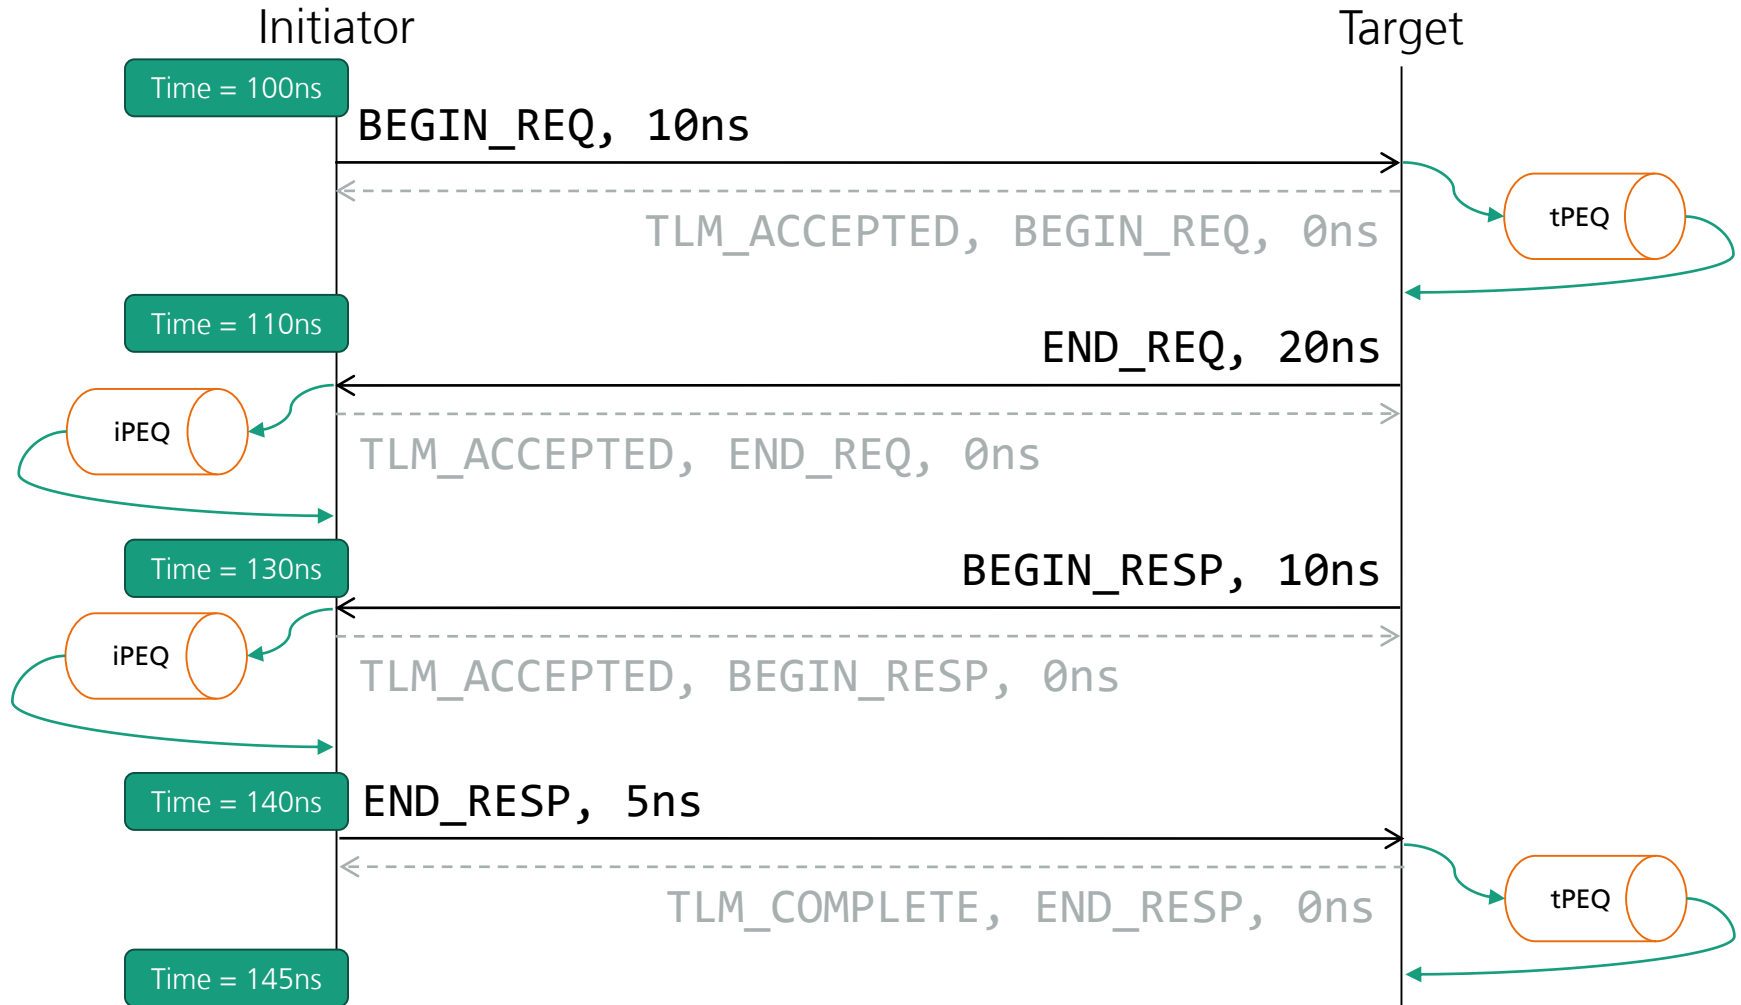 Initiator
Target
Time = 100ns
BEGIN_REQ, 10ns
TLM_ACCEPTED, BEGIN_REQ, 0ns
tPEQ
Time = 110ns
END_REQ, 20ns
iPEQ
TLM_ACCEPTED, END_REQ, 0ns
Time = 130ns
BEGIN_RESP, 10ns
iPEQ
TLM_ACCEPTED, BEGIN_RESP, 0ns
Time = 140ns
END_RESP, 5ns
TLM_COMPLETE, END_RESP, 0ns
tPEQ
Time = 145ns